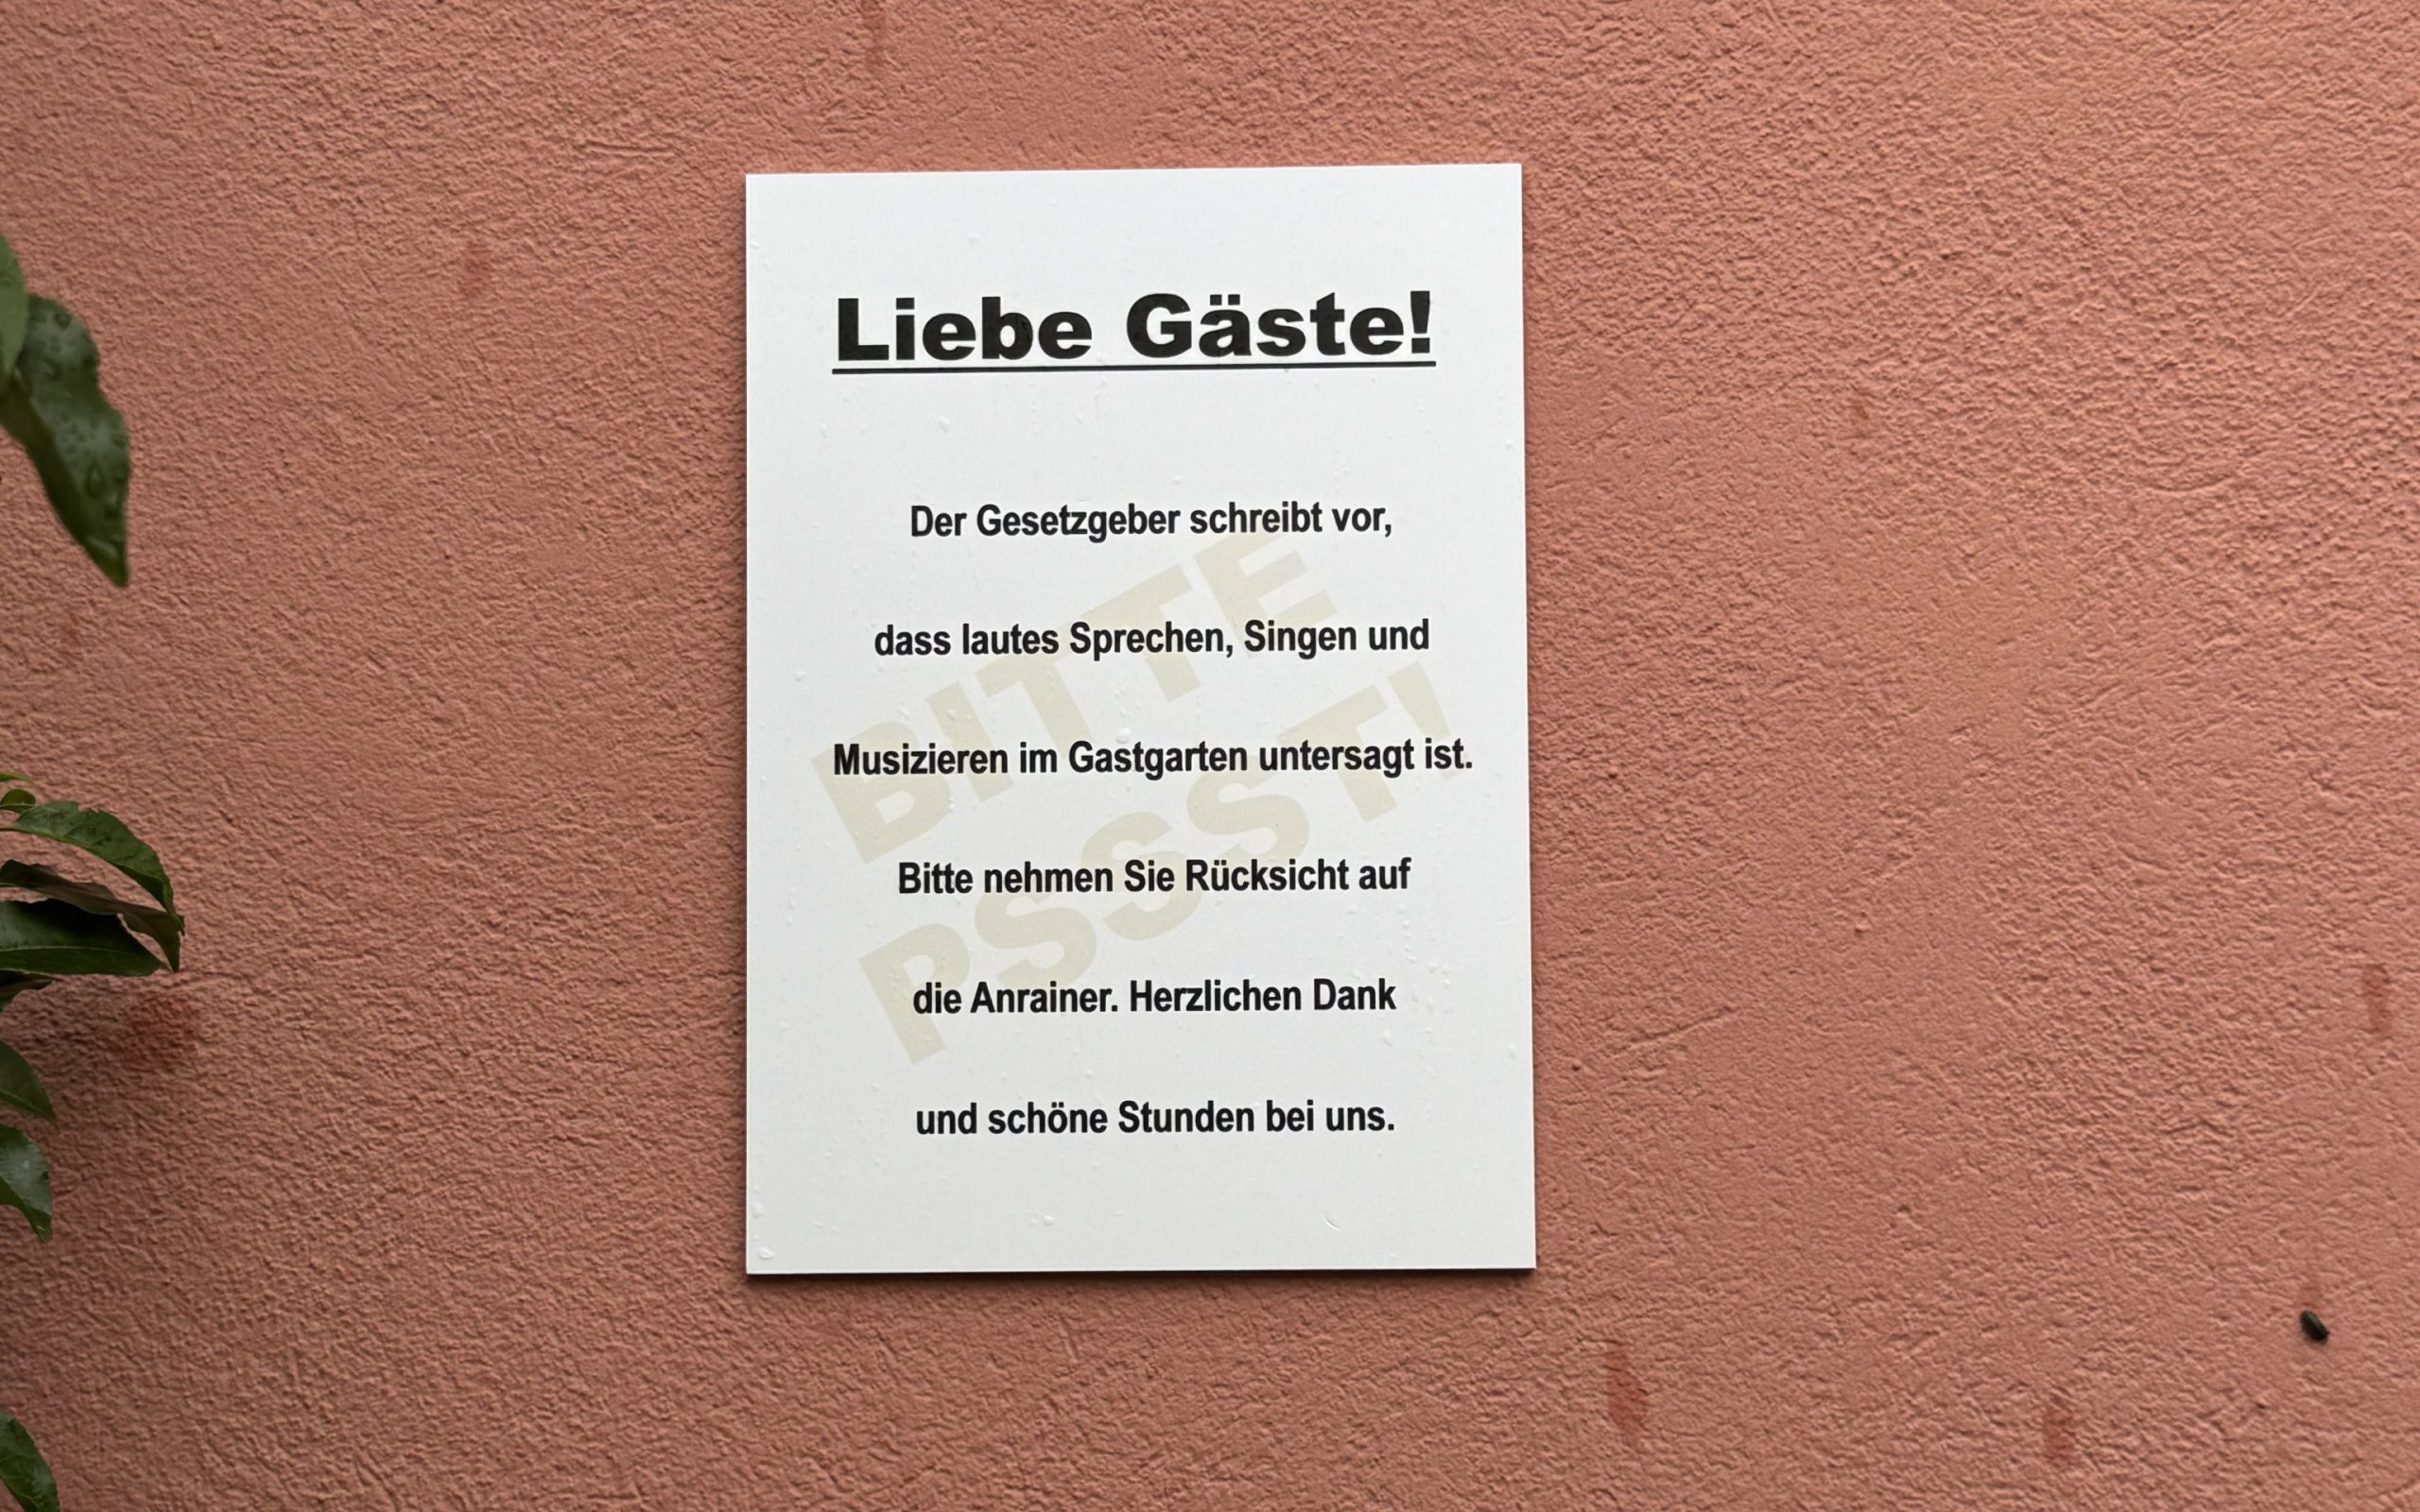 Liebe Gäste!
Der Gesetzgeber schreibt vor,
dass lautes Sprechen, Singen und
Musizieren im Gastgarten untersagt ist.
Bitte nehmen Sie Rücksicht auf
die Anrainer. Herzlichen Dank
und schöne Stunden bei uns.
BITTE
PSSST!